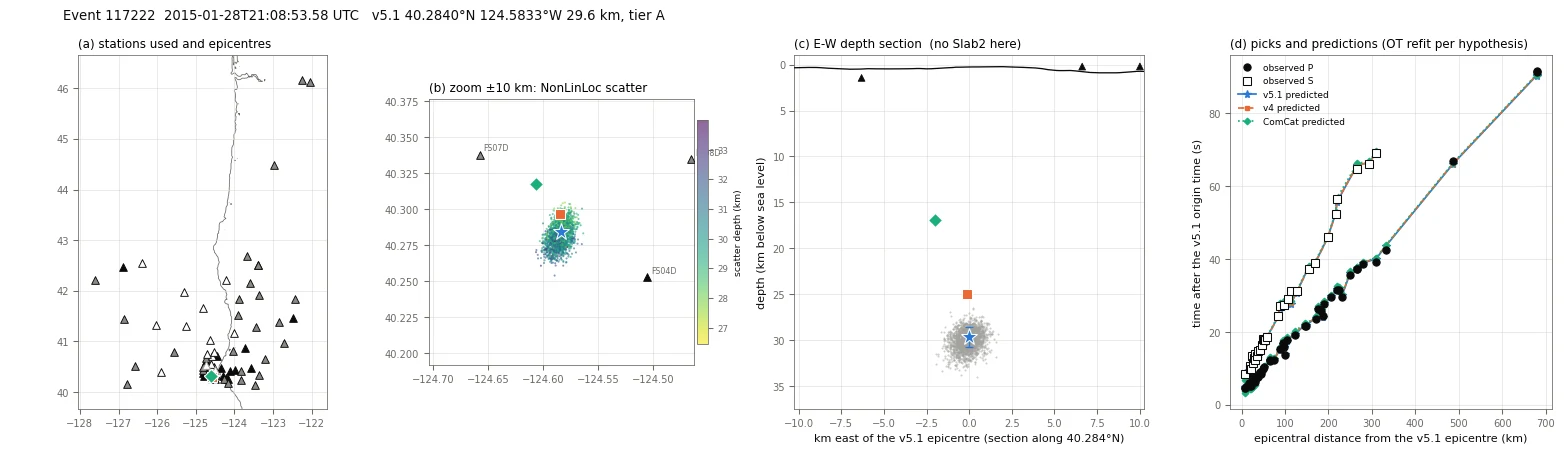 Event 117222  2015-01-28T21:08:53.58 UTC   v5.1 40.2840°N 124.5833°W 29.6 km, tier A
(a) stations used and epicentres
46
45
44
43
42
41
40
−128 −127 −126 −125 −124 −123 −122
(b) zoom ±10 km: NonLinLoc scatter
40.375
40.350
40.325
40.300
40.275
40.250
40.225
40.200
−124.70 −124.65 −124.60 −124.55 −124.50
FS07D
FS04D
33
32
31
30
29
28
27
scatter depth (km)
(c) E-W depth section  (no Slab2 here)
0
5
10
15
20
25
30
35
depth (km below sea level)
−10.0 −7.5 −5.0 −2.5 0.0 2.5 5.0 7.5 10.0
km east of the v5.1 epicentre (section along 40.284°N)
(d) picks and predictions (OT refit per hypothesis)
observed P
observed S
v5.1 predicted
v4 predicted
ComCat predicted
80
60
40
20
0
time after the v5.1 origin time (s)
0 100 200 300 400 500 600 700
epicentral distance from the v5.1 epicentre (km)